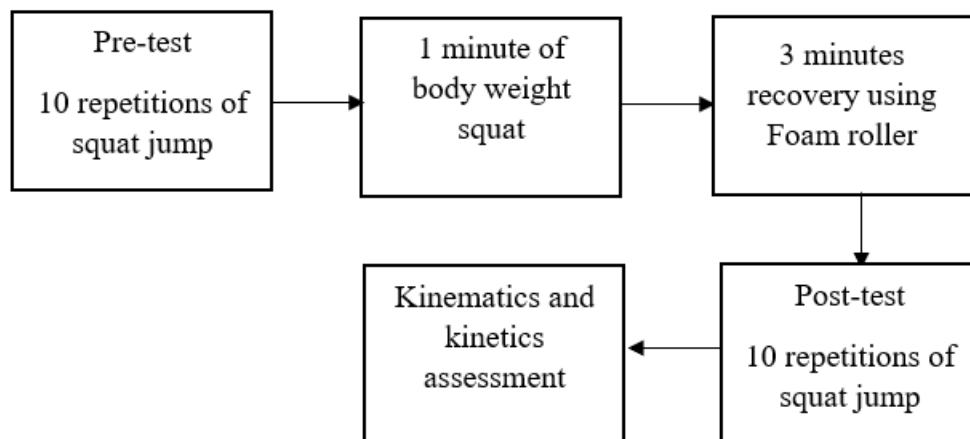 Pre-test
10 repetitions of
squat jump
1 minute of
body weight
squat
3 minutes
recovery using
Foam roller
Post-test
10 repetitions of
squat jump
Kinematics and
kinetics
assessment